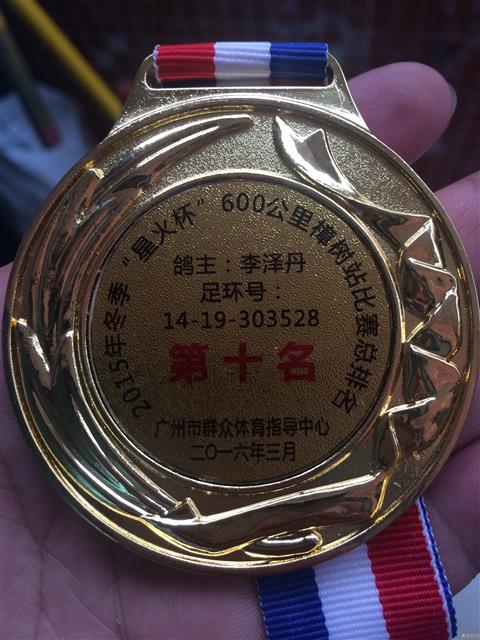 2015年冬季“星火杯”600公里樟树站比赛总排名
鸽主：李泽丹
足环号：
14-19-303528
第十名
广州市群众体育指导中心
二〇一六年三月